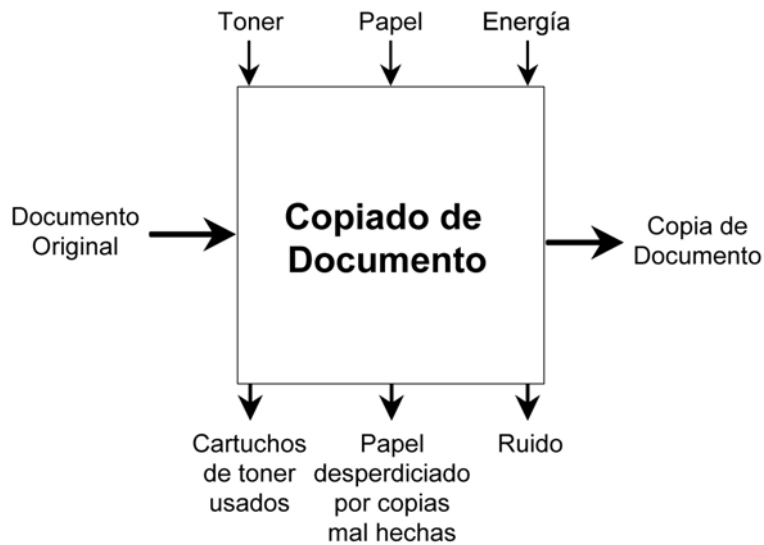 Toner
Papel
Energía
Documento
Original
Copiado de
Documento
Copia de
Documento
Cartuchos
de toner
usados
Papel
desperdiciado
por copias
mal hechas
Ruido